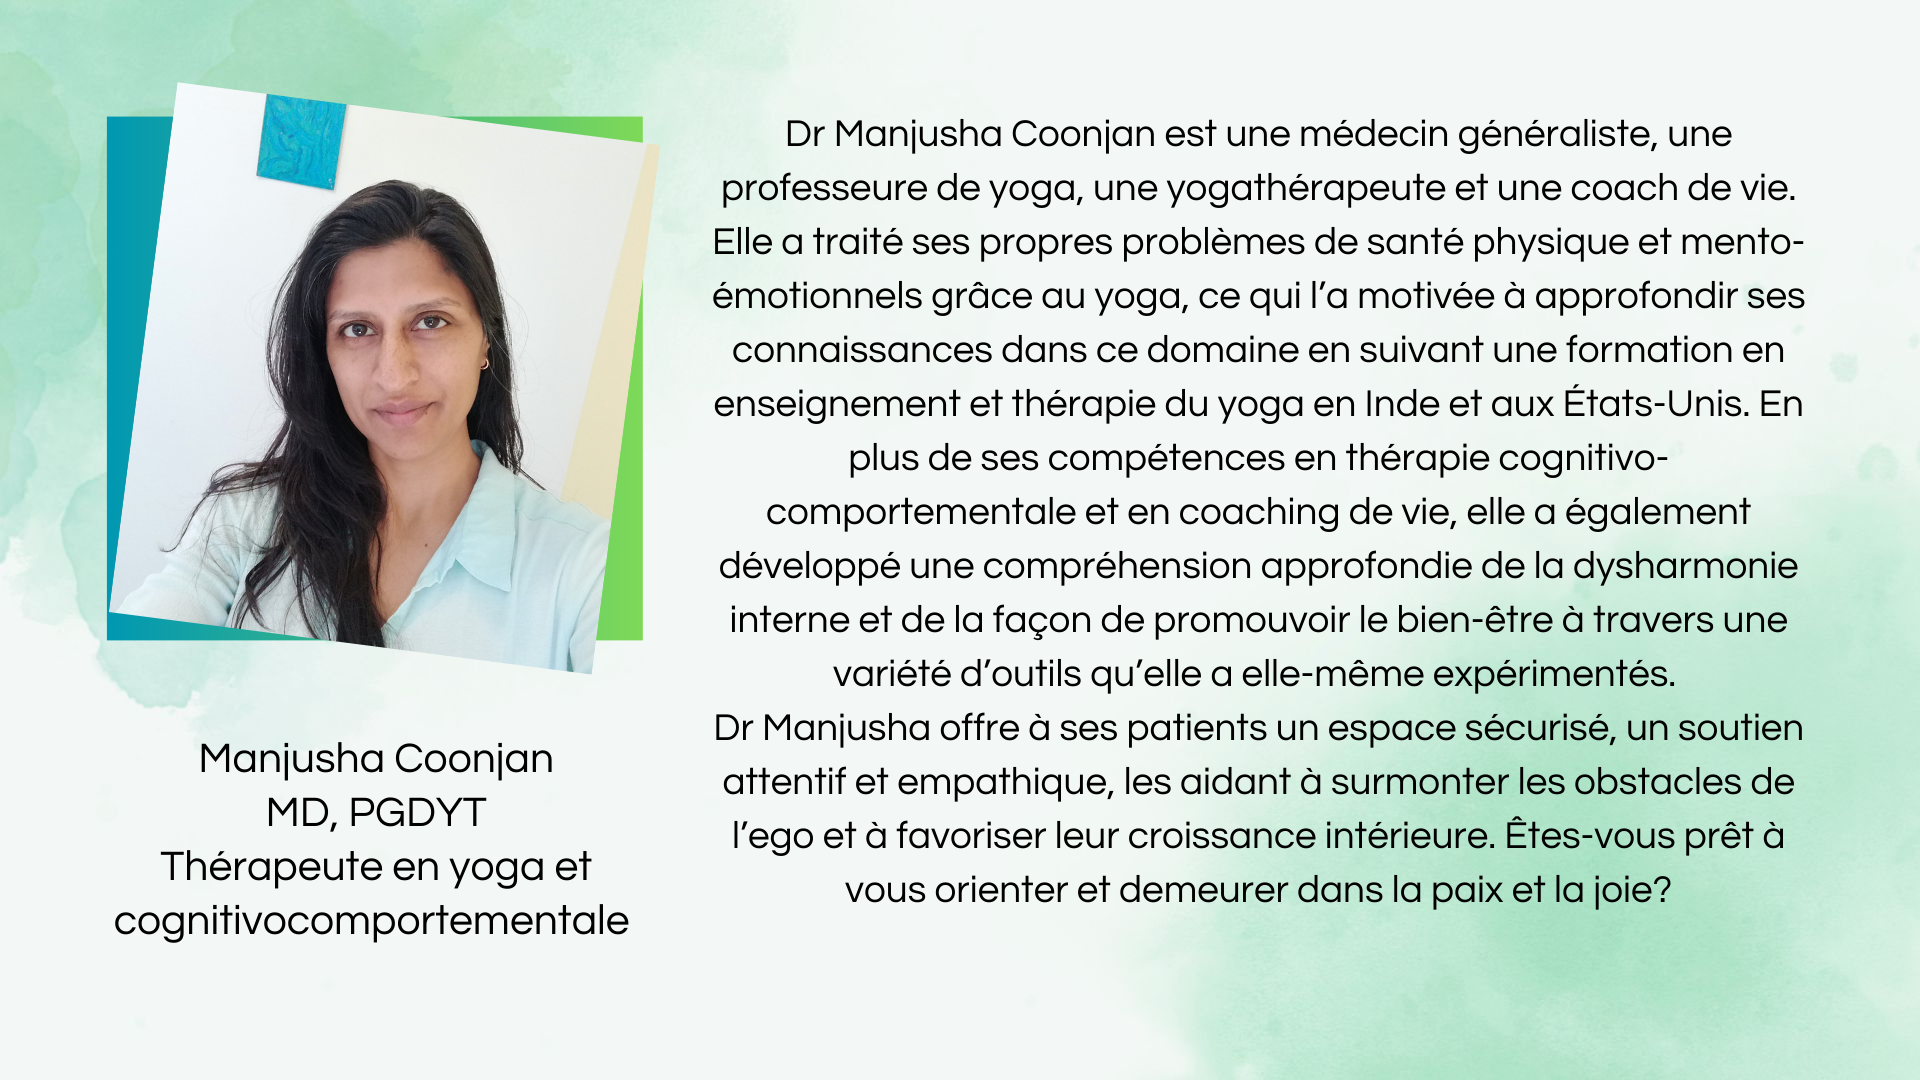 Manjusha Coonjan
MD, PGDYT
Thérapeute en yoga et
cognitivocomportementale
Dr Manjusha Coonjan est une médecin généraliste, une
professeure de yoga, une yogathérapeute et une coach de vie.
Elle a traité ses propres problèmes de santé physique et mento-
émotionnels grâce au yoga, ce qui l’a motivée à approfondir ses
connaissances dans ce domaine en suivant une formation en
enseignement et thérapie du yoga en Inde et aux États-Unis. En
plus de ses compétences en thérapie cognitivo-
comportementale et en coaching de vie, elle a également
développé une compréhension approfondie de la dysharmonie
interne et de la façon de promouvoir le bien-être à travers une
variété d’outils qu’elle a elle-même expérimentés.
Dr Manjusha offre à ses patients un espace sécurisé, un soutien
attentif et empathique, les aidant à surmonter les obstacles de
l’ego et à favoriser leur croissance intérieure. Êtes-vous prêt à
vous orienter et demeurer dans la paix et la joie?